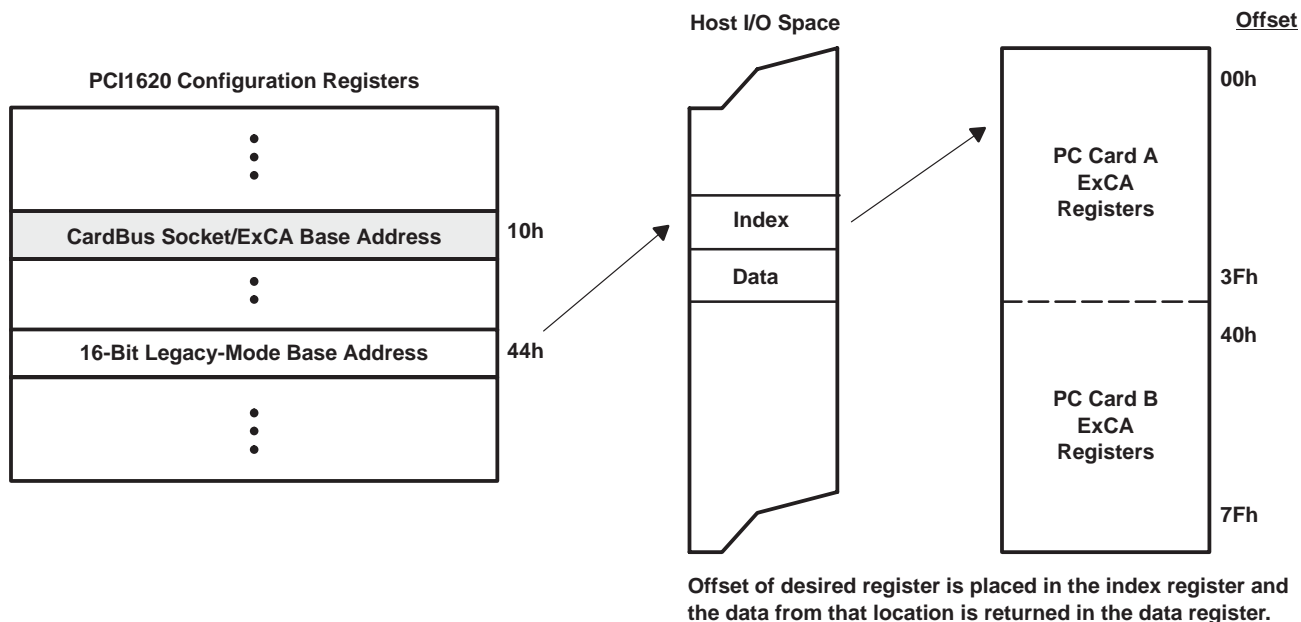 PCI1620 Configuration Registers
CardBus Socket/ExCA Base Address
10h
16-Bit Legacy-Mode Base Address
44h
Host I/O Space
Index
Data
Offset
00h
PC Card A
ExCA
Registers
3Fh
40h
PC Card B
ExCA
Registers
7Fh
Offset of desired register is placed in the index register and
the data from that location is returned in the data register.